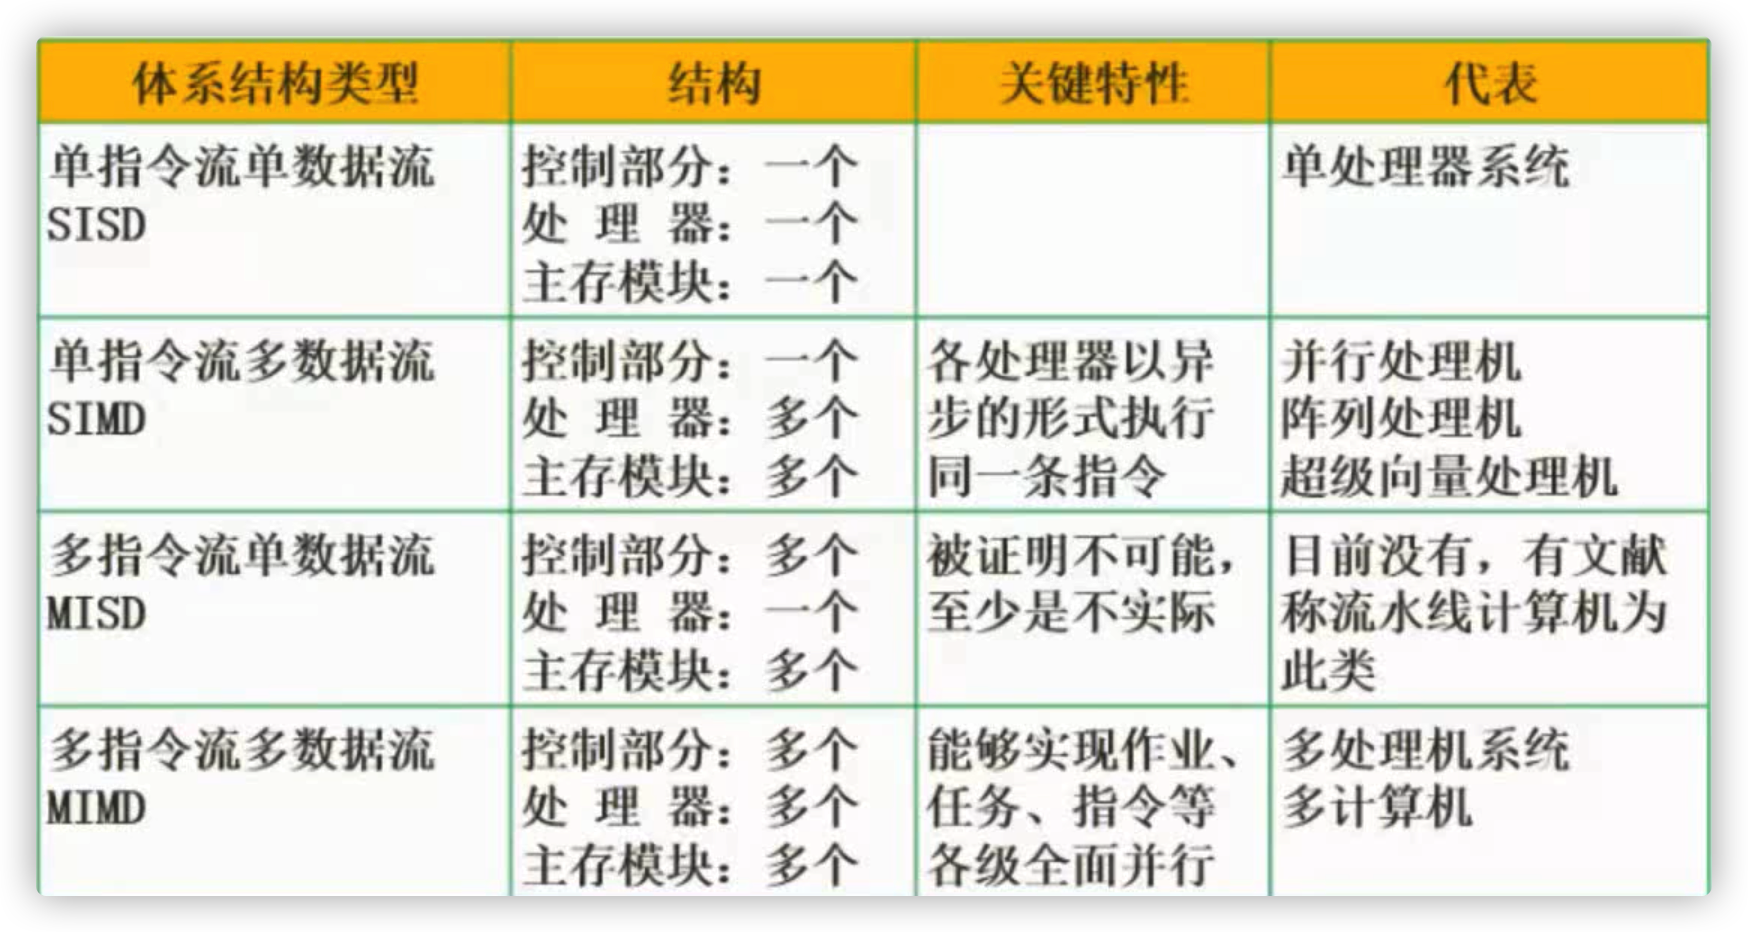 体系结构类型 结构 关键特性 代表
单指令流单数据流
SISD
控制部分：一个
处 理 器：一个
主存模块：一个
单处理器系统
单指令流多数据流
SIMD
控制部分：一个
处 理 器：多个
主存模块：多个
各处理器以异
步的形式执行
同一条指令
并行处理机
阵列处理机
超级向量处理机
多指令流单数据流
MISD
控制部分：多个
处 理 器：一个
主存模块：多个
被证明不可能，
至少是不实际
目前没有，有文献
称流水线计算机为
此类
多指令流多数据流
MIMD
控制部分：多个
处 理 器：多个
主存模块：多个
能够实现作业、
任务、指令等
各级全面并行
多处理机系统
多计算机